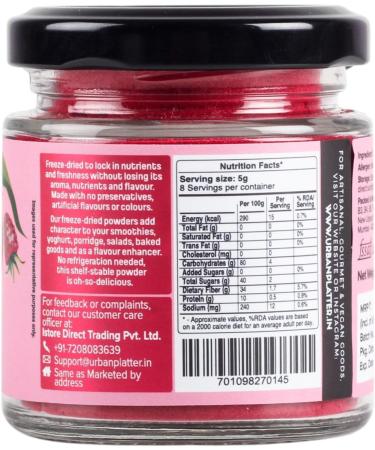 Freeze-dried to lock in nutrients
and freshness without losing its
aroma, nutrients and flavour.
Made with no preservatives,
artificial flavours or colours.
Our freeze-dried powders add
character to your smoothies,
yoghurt, porridge, salads, baked
goods and as a flavour enhancer.
No refrigeration needed,
this shelf-stable powder
is oh-so-delicious.
For feedback or complaints,
contact our customer care
officer at:
Istore Direct Trading Pvt. Ltd.
+91-7208083639
Support@urbanplatter.in
Same as Marketed by
address
Images used for representative purposes only.
Nutrition Facts*
Serving size: 5g
8 Servings per container
Per 100g Per Serving % RDA/ Serving
Energy (kcal) 290 15 0.7%
Total Fat (g) 0 0 0%
Saturated Fat (g) 0 0 0%
Trans Fat (g) 0 0 0%
Cholesterol (mg) 0 0
Carbohydrates (g) 80 4
Added Sugars (g) 0 0 0%
Total Sugars (g) 40 2
Dietary Fiber (g) 34 1.7 5.7%
Protein (g) 10 0.5 0.9%
Sodium (mg) 240 12 0.6%
* - Approximate values, %RDA values are based
on a 2000 calorie diet for an average adult per day.
701098270145
FOR ARTISANAL, GOURMET & VEGAN GOODS,
VISIT OUR WEBSITE & INSTAGRAM:
WWW.URBANPLATTER.IN
fssai